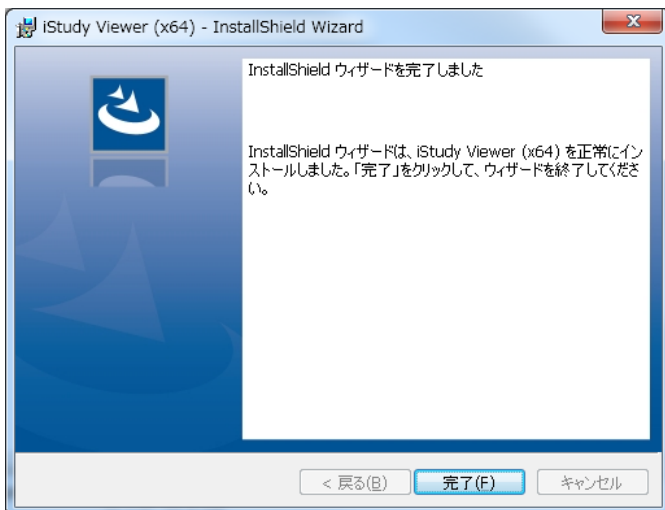 iStudy Viewer (x64) - InstallShield Wizard
InstallShield ウィザードを完了しました
InstallShield ウィザードは、iStudy Viewer (x64) を正常にイン
ストールしました。「完了」をクリックして、ウィザードを終了してくださ
い。
< 戻る(B) 完了(F) キャンセル